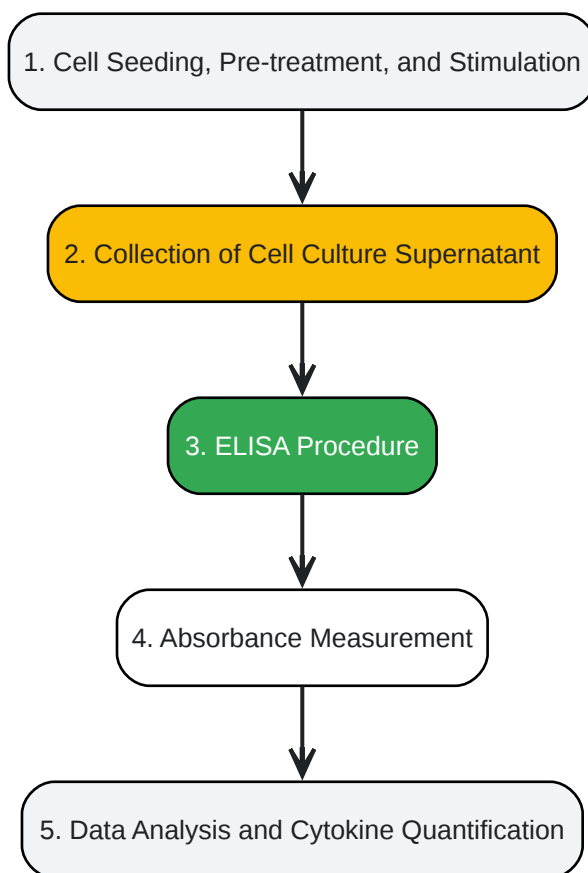 1. Cell Seeding, Pre-treatment, and Stimulation
2. Collection of Cell Culture Supernatant
3. ELISA Procedure
4. Absorbance Measurement
5. Data Analysis and Cytokine Quantification